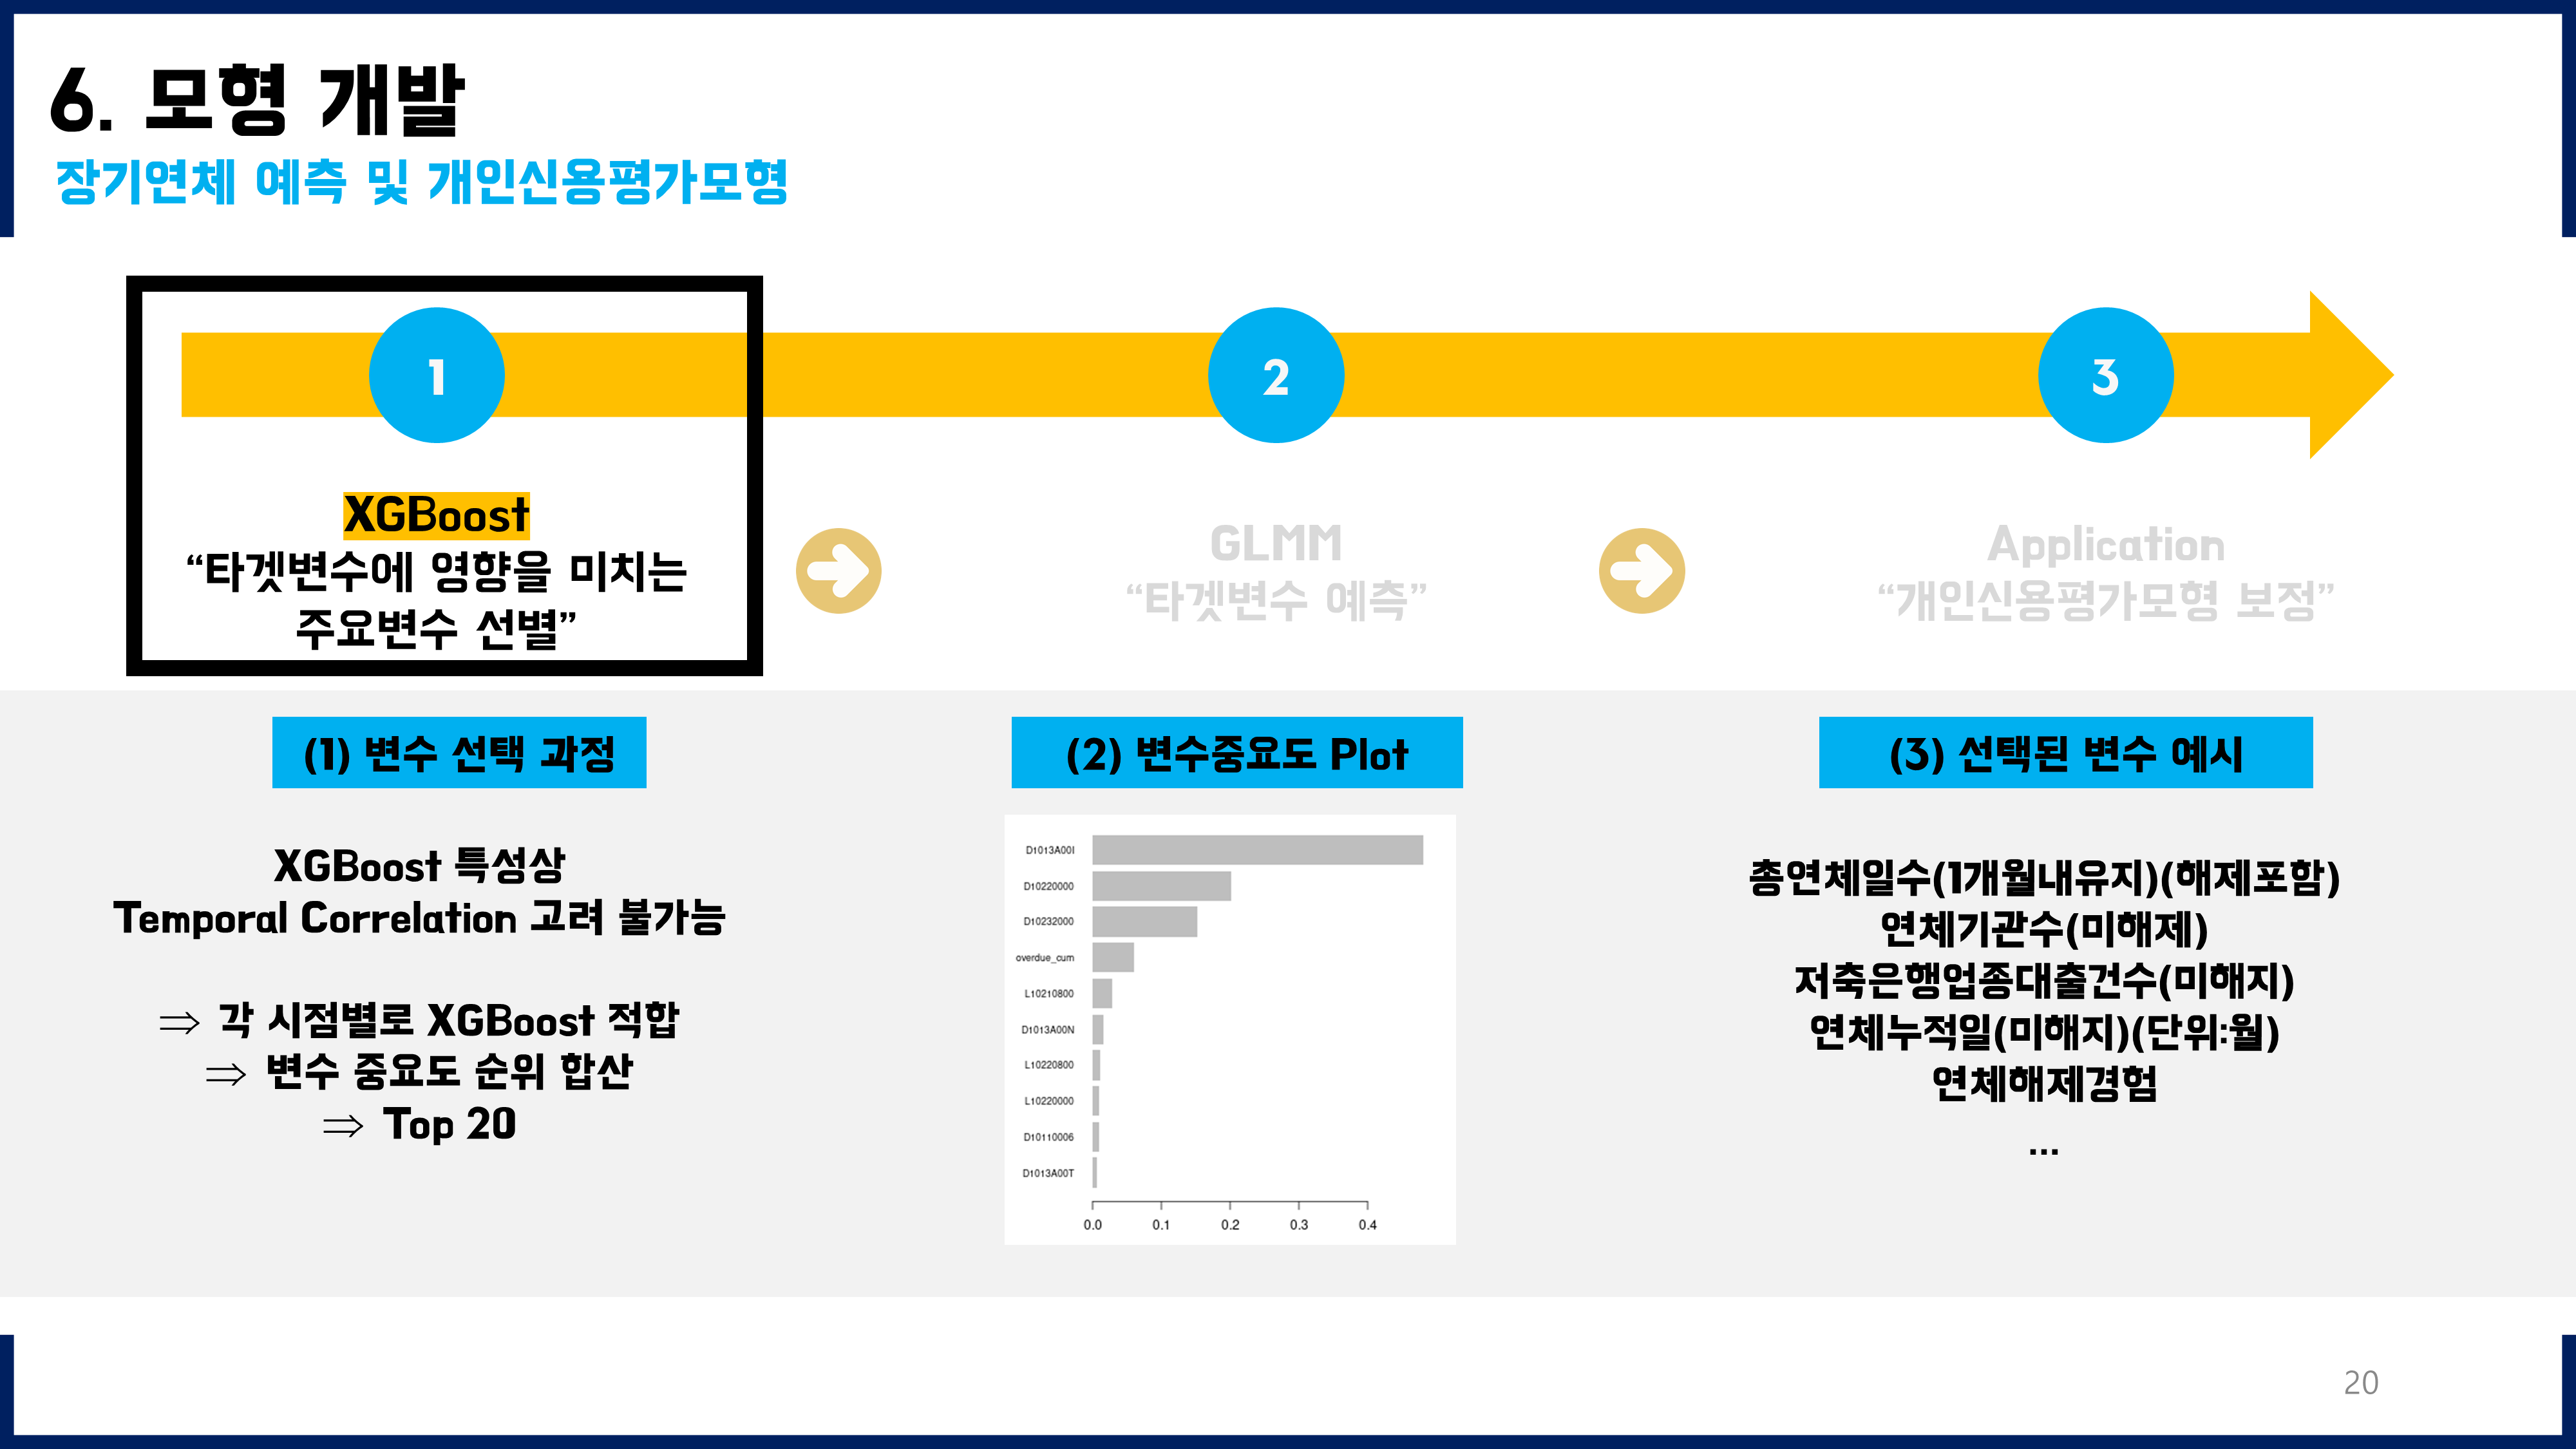 6. 모형 개발
장기연체 예측 및 개인신용평가모형
1
2
3
XGBoost
“타겟변수에 영향을 미치는
주요변수 선별”
GLMM
“타겟변수 예측”
Application
“개인신용평가모형 보정”
(1) 변수 선택 과정
XGBoost 특성상
Temporal Correlation 고려 불가능
⇒ 각 시점별로 XGBoost 적합
⇒ 변수 중요도 순위 합산
⇒ Top 20
(2) 변수중요도 Plot
D1013A00I
D10220000
D10232000
overdue_cum
L10210800
D1013A00N
L10220800
L10220000
D10110006
D1013A00T
0.0 0.1 0.2 0.3 0.4
(3) 선택된 변수 예시
총연체일수(1개월내유지)(해제포함)
연체기관수(미해제)
저축은행업종대출건수(미해지)
연체누적일(미해지)(단위:월)
연체해제경험
...
20